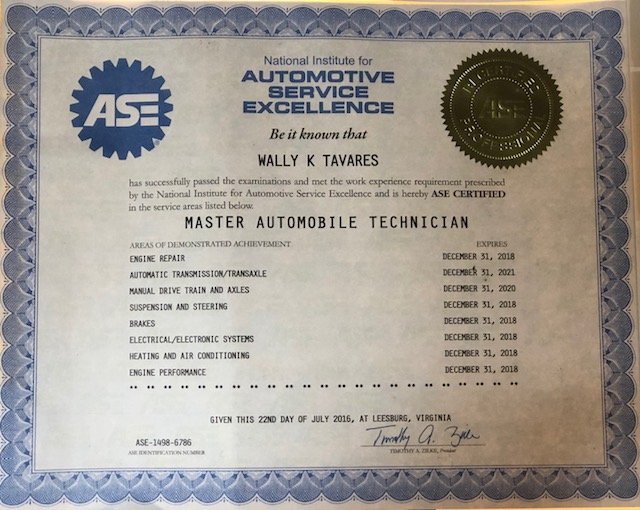 ASE
National Institute for
AUTOMOTIVE
SERVICE
EXCELLENCE
CERTIFIED
ASE
PROFESSIONAL
Be it known that
WALLY K TAVARES
has successfully passed the examinations and met the work experience requirement prescribed
by the National Institute for Automotive Service Excellence and is hereby ASE CERTIFIED
in the service areas listed below.
MASTER AUTOMOBILE TECHNICIAN
AREAS OF DEMONSTRATED ACHIEVEMENT EXPIRES
ENGINE REPAIR DECEMBER 31, 2018
AUTOMATIC TRANSMISSION/TRANSAXLE DECEMBER 31, 2021
MANUAL DRIVE TRAIN AND AXLES DECEMBER 31, 2020
SUSPENSION AND STEERING DECEMBER 31, 2018
BRAKES DECEMBER 31, 2018
ELECTRICAL/ELECTRONIC SYSTEMS DECEMBER 31, 2018
HEATING AND AIR CONDITIONING DECEMBER 31, 2018
ENGINE PERFORMANCE DECEMBER 31, 2018
GIVEN THIS 22ND DAY OF JULY 2016, AT LEESBURG, VIRGINIA
Timothy A. Zilke
ASE-1498-6786
TIMOTHY A. ZILKE, President
ASE IDENTIFICATION NUMBER